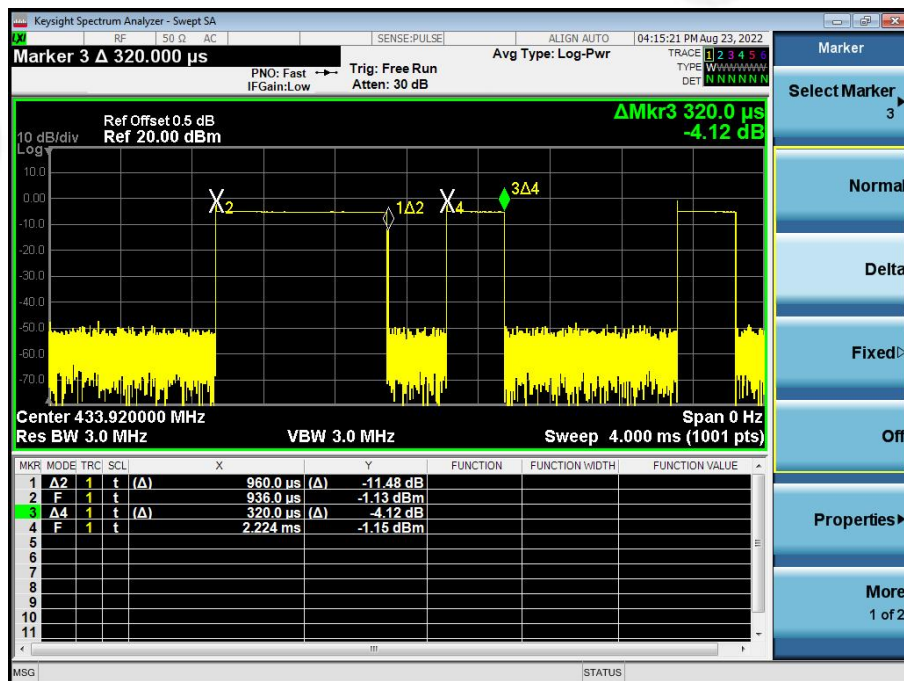 Keysight Spectrum Analyzer - Swept SA
LXI RF 50 Ω AC SENSE:PULSE ALIGN AUTO 04:15:21 PM Aug 23, 2022
Marker 3 Δ 320.000 µs
PNO: Fast
IFGain:Low
Trig: Free Run
Atten: 30 dB
Avg Type: Log-Pwr
TRACE 1 2 3 4 5 6
TYPE WWWWWW
DET N N N N N N
ΔMkr3 320.0 µs
-4.12 dB
Ref Offset 0.5 dB
10 dB/div Ref 20.00 dBm
Log
10.0
0.00
-10.0
-20.0
-30.0
-40.0
-50.0
-60.0
-70.0
2
1Δ2
4
3Δ4
Center 433.920000 MHz Span 0 Hz
Res BW 3.0 MHz VBW 3.0 MHz Sweep 4.000 ms (1001 pts)
MKR MODE TRC SCL X Y FUNCTION FUNCTION WIDTH FUNCTION VALUE
1 Δ2 1 t (Δ) 960.0 µs (Δ) -11.48 dB
2 F 1 t 936.0 µs -1.13 dBm
3 Δ4 1 t (Δ) 320.0 µs (Δ) -4.12 dB
4 F 1 t 2.224 ms -1.15 dBm
5
6
7
8
9
10
11
MSG STATUS
Marker
Select Marker
3
Normal
Delta
Fixed
Off
Properties
More
1 of 2